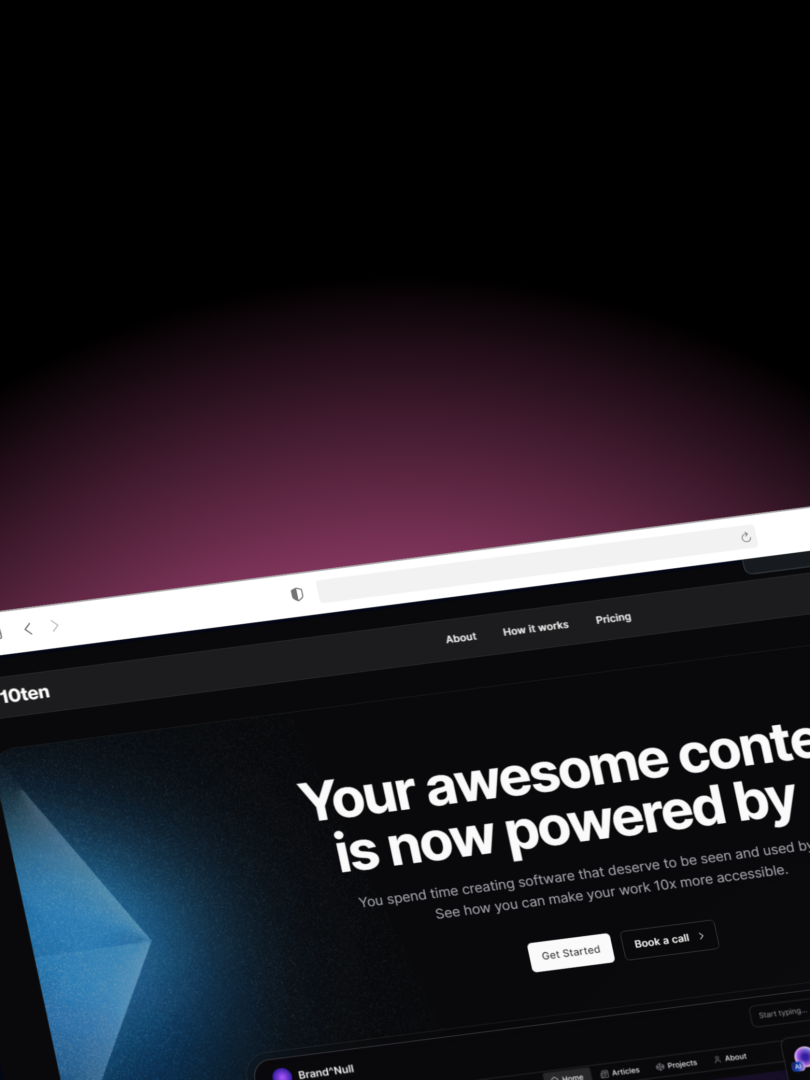 About How it works Pricing
10ten
Your awesome conte
is now powered by
You spend time creating software that deserve to be seen and used by
See how you can make your work 10x more accessible.
Get Started Book a call
Start typing...
Brand^Null
Home Articles Projects About
AI